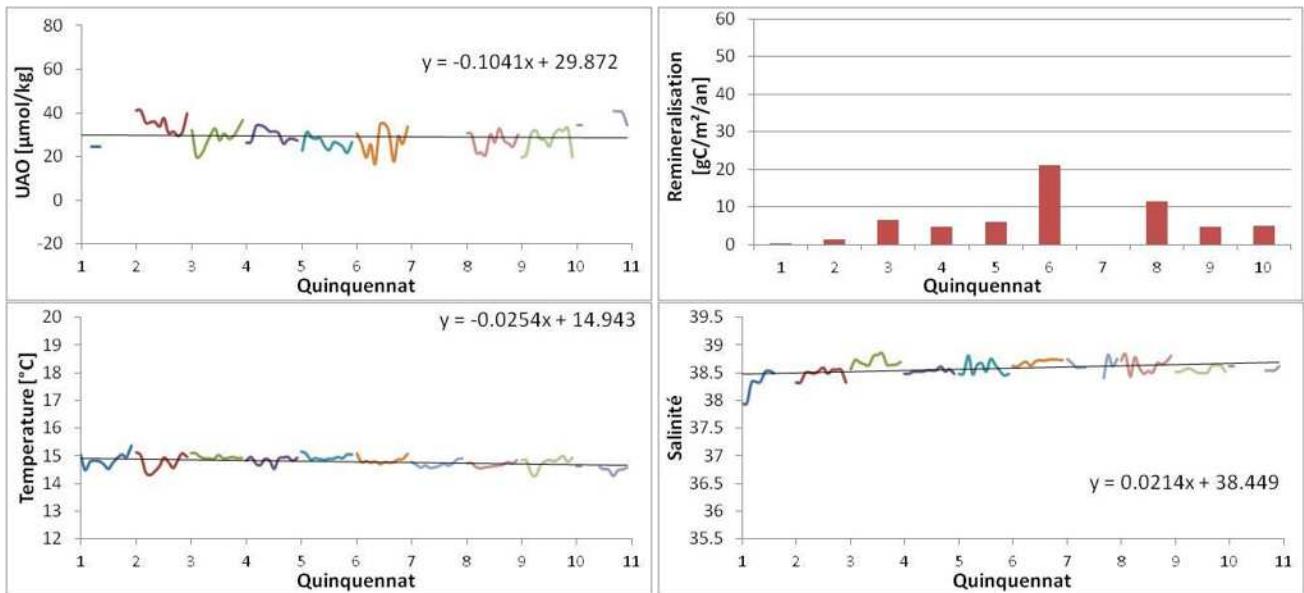 UAO [µmol/kg]
80
60
40
20
0
-20
y = -0.1041x + 29.872
1 2 3 4 5 6 7 8 9 10 11
Quinquennat
Remineralisation
[gC/m²/an]
60
50
40
30
20
10
0
1 2 3 4 5 6 7 8 9 10
Quinquennat
Temperature [°C]
20
19
18
17
16
15
14
13
12
y = -0.0254x + 14.943
1 2 3 4 5 6 7 8 9 10 11
Quinquennat
Salinité
39.5
39
38.5
38
37.5
37
36.5
36
35.5
y = 0.0214x + 38.449
1 2 3 4 5 6 7 8 9 10 11
Quinquennat